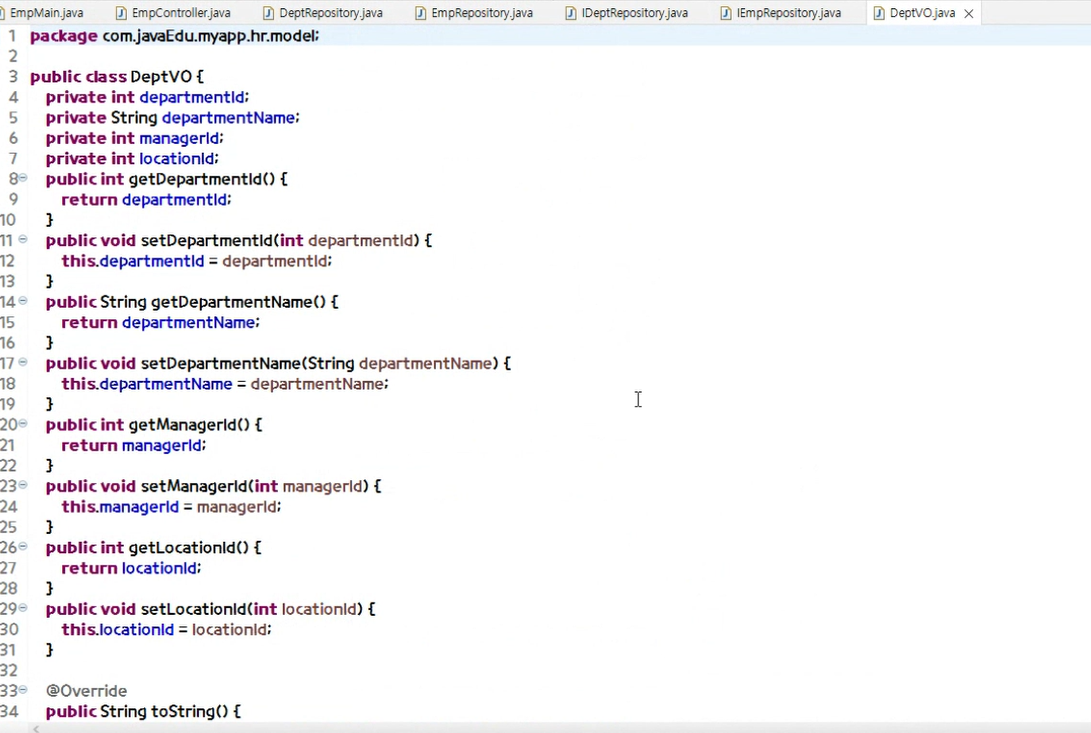 EmpMain.java EmpController.java DeptRepository.java EmpRepository.java IDeptRepository.java IEmpRepository.java DeptVO.java
1 package com.javaEdu.myapp.hr.model;
2
3 public class DeptVO {
4 private int departmentId;
5 private String departmentName;
6 private int managerId;
7 private int locationId;
8 public int getDepartmentId() {
9 return departmentId;
10 }
11 public void setDepartmentId(int departmentId) {
12 this.departmentId = departmentId;
13 }
14 public String getDepartmentName() {
15 return departmentName;
16 }
17 public void setDepartmentName(String departmentName) {
18 this.departmentName = departmentName;
19 }
20 public int getManagerId() {
21 return managerId;
22 }
23 public void setManagerId(int managerId) {
24 this.managerId = managerId;
25 }
26 public int getLocationId() {
27 return locationId;
28 }
29 public void setLocationId(int locationId) {
30 this.locationId = locationId;
31 }
32
33 @Override
34 public String toString() {